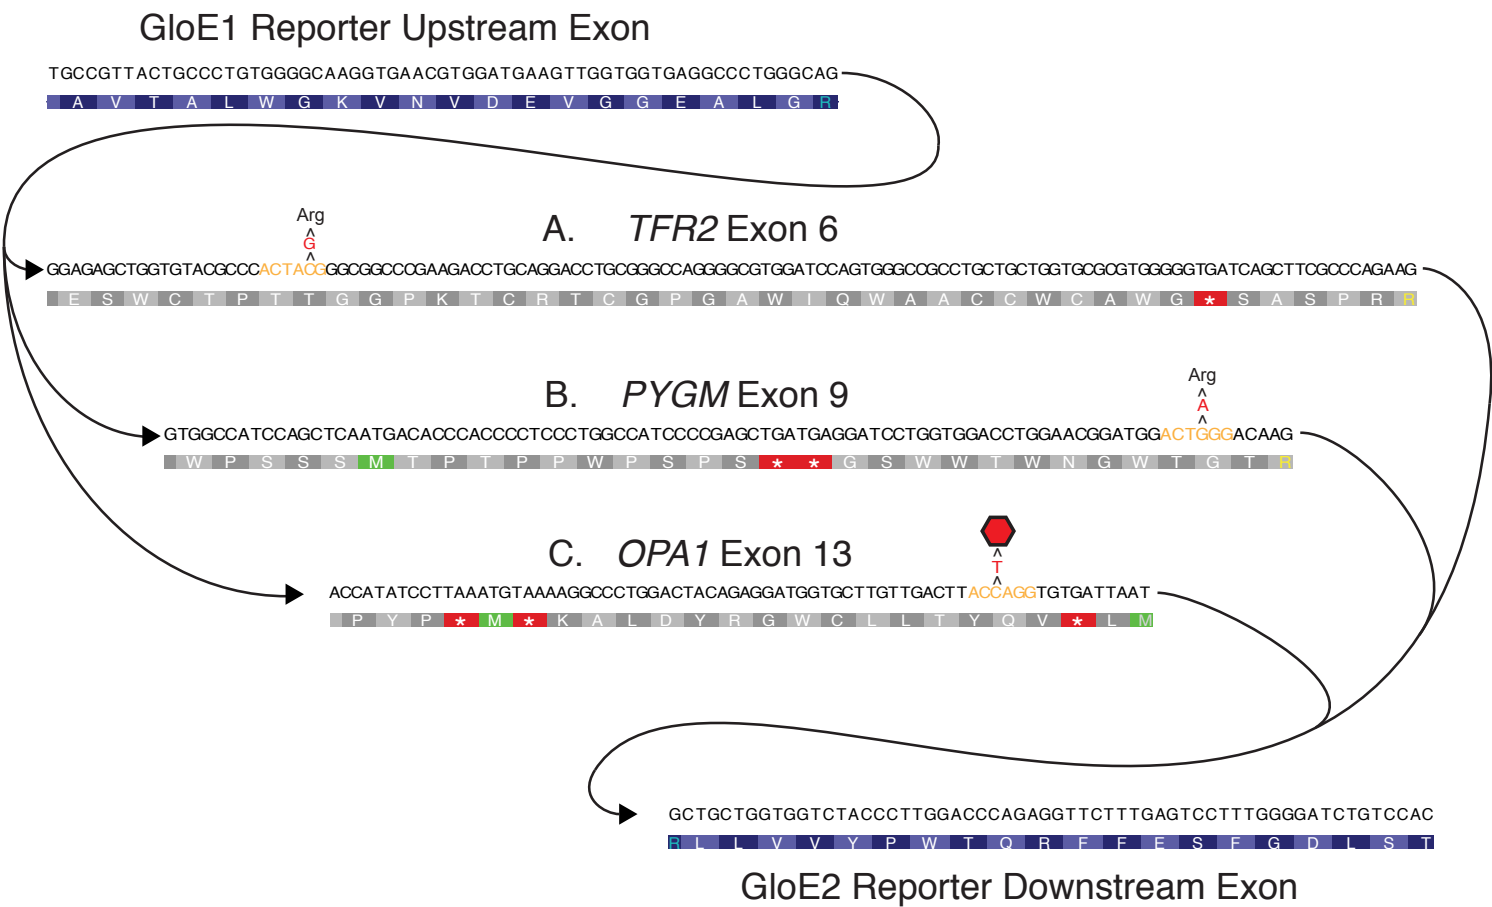 GloE1 Reporter Upstream Exon
TGCCGTTACTGCCCTGTGGGGCAAGGTGAACGTGGATGAAGTTGGTGGTGAGGCCCTGGGCAG
A V T A L W G K V N V D E V G G E A L G R
Arg
^
G
^
A. TFR2 Exon 6
GGAGAGCTGGTGTACGCCCACTACGGGCGGCCCGAAGACCTGCAGGACCTGCGGGCCAGGGGCGTGGATCCAGTGGGCCGCCTGCTGCTGGTGCGCGTGGGGGTGATCAGCTTCGCCCAGAAG
E S W C T P T T G G P K T C R T C G P G A W I Q W A A C C W C A W G * S A S P R R
Arg
^
A
^
B. PYGM Exon 9
GTGGCCATCCAGCTCAATGACACCCACCCCTCCCTGGCCATCCCCGAGCTGATGAGGATCCTGGTGGACCTGGAACGGATGGACTGGGACAAG
W P S S S M T P T P P W P S P S * * G S W W T W N G W T G T R
^
T
^
C. OPA1 Exon 13
ACCATATCCTTAAATGTAAAAGGCCCTGGACTACAGAGGATGGTGCTTGTTGACTTACCAGGTGTGATTAAT
P Y P * M * K A L D Y R G W C L L T Y Q V * L M
GCTGCTGGTGGTCTACCCTTGGACCCAGAGGTTCTTTGAGTCCTTTGGGGATCTGTCCAC
R L L V V Y P W T Q R F F E S F G D L S T
GloE2 Reporter Downstream Exon